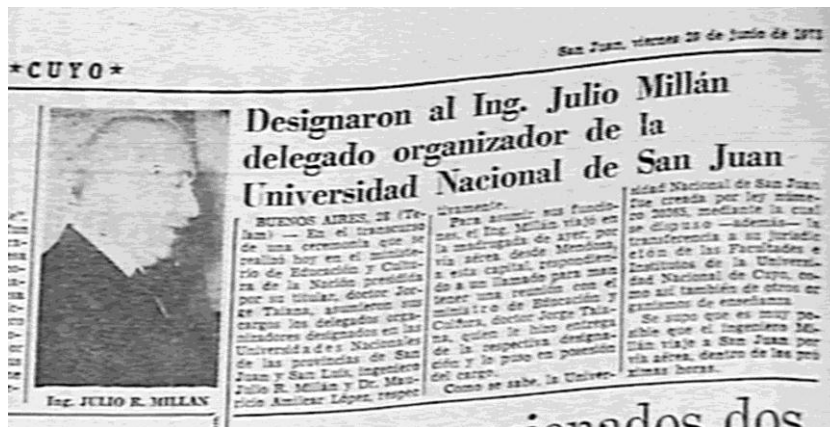 San Juan, viernes 29 de junio de 1973
*CUYO*
Designaron al Ing. Julio Millán
delegado organizador de la
Universidad Nacional de San Juan
Ing. JULIO R. MILLAN
BUENOS AIRES, 28 (Te-
lam) — En el transcurso
de una ceremonia que se
realizó hoy en el ministe-
rio de Educación y Cultu-
ra de la Nación presidida
por su titular, doctor Jor-
ge Taiana, asumieron sus
cargos los delegados orga-
nizadores designados en las
Universidades Nacionales
de las provincias de San
Juan y San Luis, ingeniero
Julio R. Millán y Dr. Mau-
ricio Amílcar López, respec
tivamente.
Para asumir sus funcio-
nes, el Ing. Millán viajó en
la madrugada de ayer, por
vía aérea desde Mendoza,
a esta capital, respondien-
do a un llamado para man
tener una reunión con el
ministro de Educación y
Cultura, doctor Jorge Taia-
na, quien le hizo entrega
de la respectiva designa-
ción y lo puso en posesión
del cargo.
Como se sabe, la Univer-
sidad Nacional de San Juan
fue creada por ley núme-
ro mediante la cual
se dispuso —además— la
transferencia a su jurisdic-
ción de las Facultades e
Institutos de la Universi-
dad Nacional de Cuyo, co-
mo así también de otros or
ganismos de enseñanza.
Se supo que es muy po-
sible que el ingeniero Mi-
llán viaje a San Juan por
vía aérea, dentro de las pró
ximas horas.
ionados dos